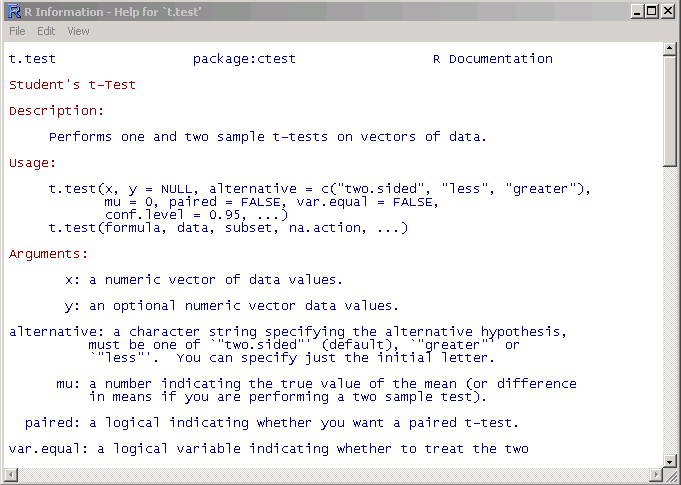 R Information - Help for `t.test'
File Edit View
t.test package:ctest R Documentation
Student's t-Test
Description:
Performs one and two sample t-tests on vectors of data.
Usage:
t.test(x, y = NULL, alternative = c("two.sided", "less", "greater"),
mu = 0, paired = FALSE, var.equal = FALSE,
conf.level = 0.95, ...)
t.test(formula, data, subset, na.action, ...)
Arguments:
x: a numeric vector of data values.
y: an optional numeric vector data values.
alternative: a character string specifying the alternative hypothesis,
must be one of `"two.sided"' (default), `"greater"' or
`"less"'. You can specify just the initial letter.
mu: a number indicating the true value of the mean (or difference
in means if you are performing a two sample test).
paired: a logical indicating whether you want a paired t-test.
var.equal: a logical variable indicating whether to treat the two